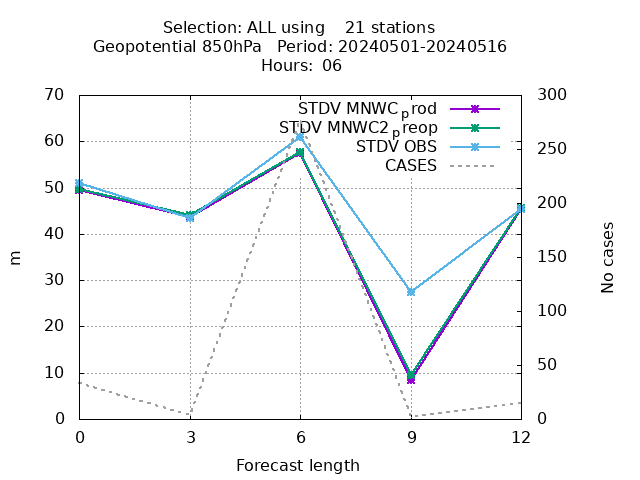 Selection: ALL using    21 stations
Geopotential 850hPa   Period: 20240501-20240516
Hours: 06
STDV MNWC_prod
STDV MNWC2_preop
STDV OBS
CASES
70
60
50
40
30
20
10
0
300
250
200
150
100
50
0
m
No cases
0 3 6 9 12
Forecast length